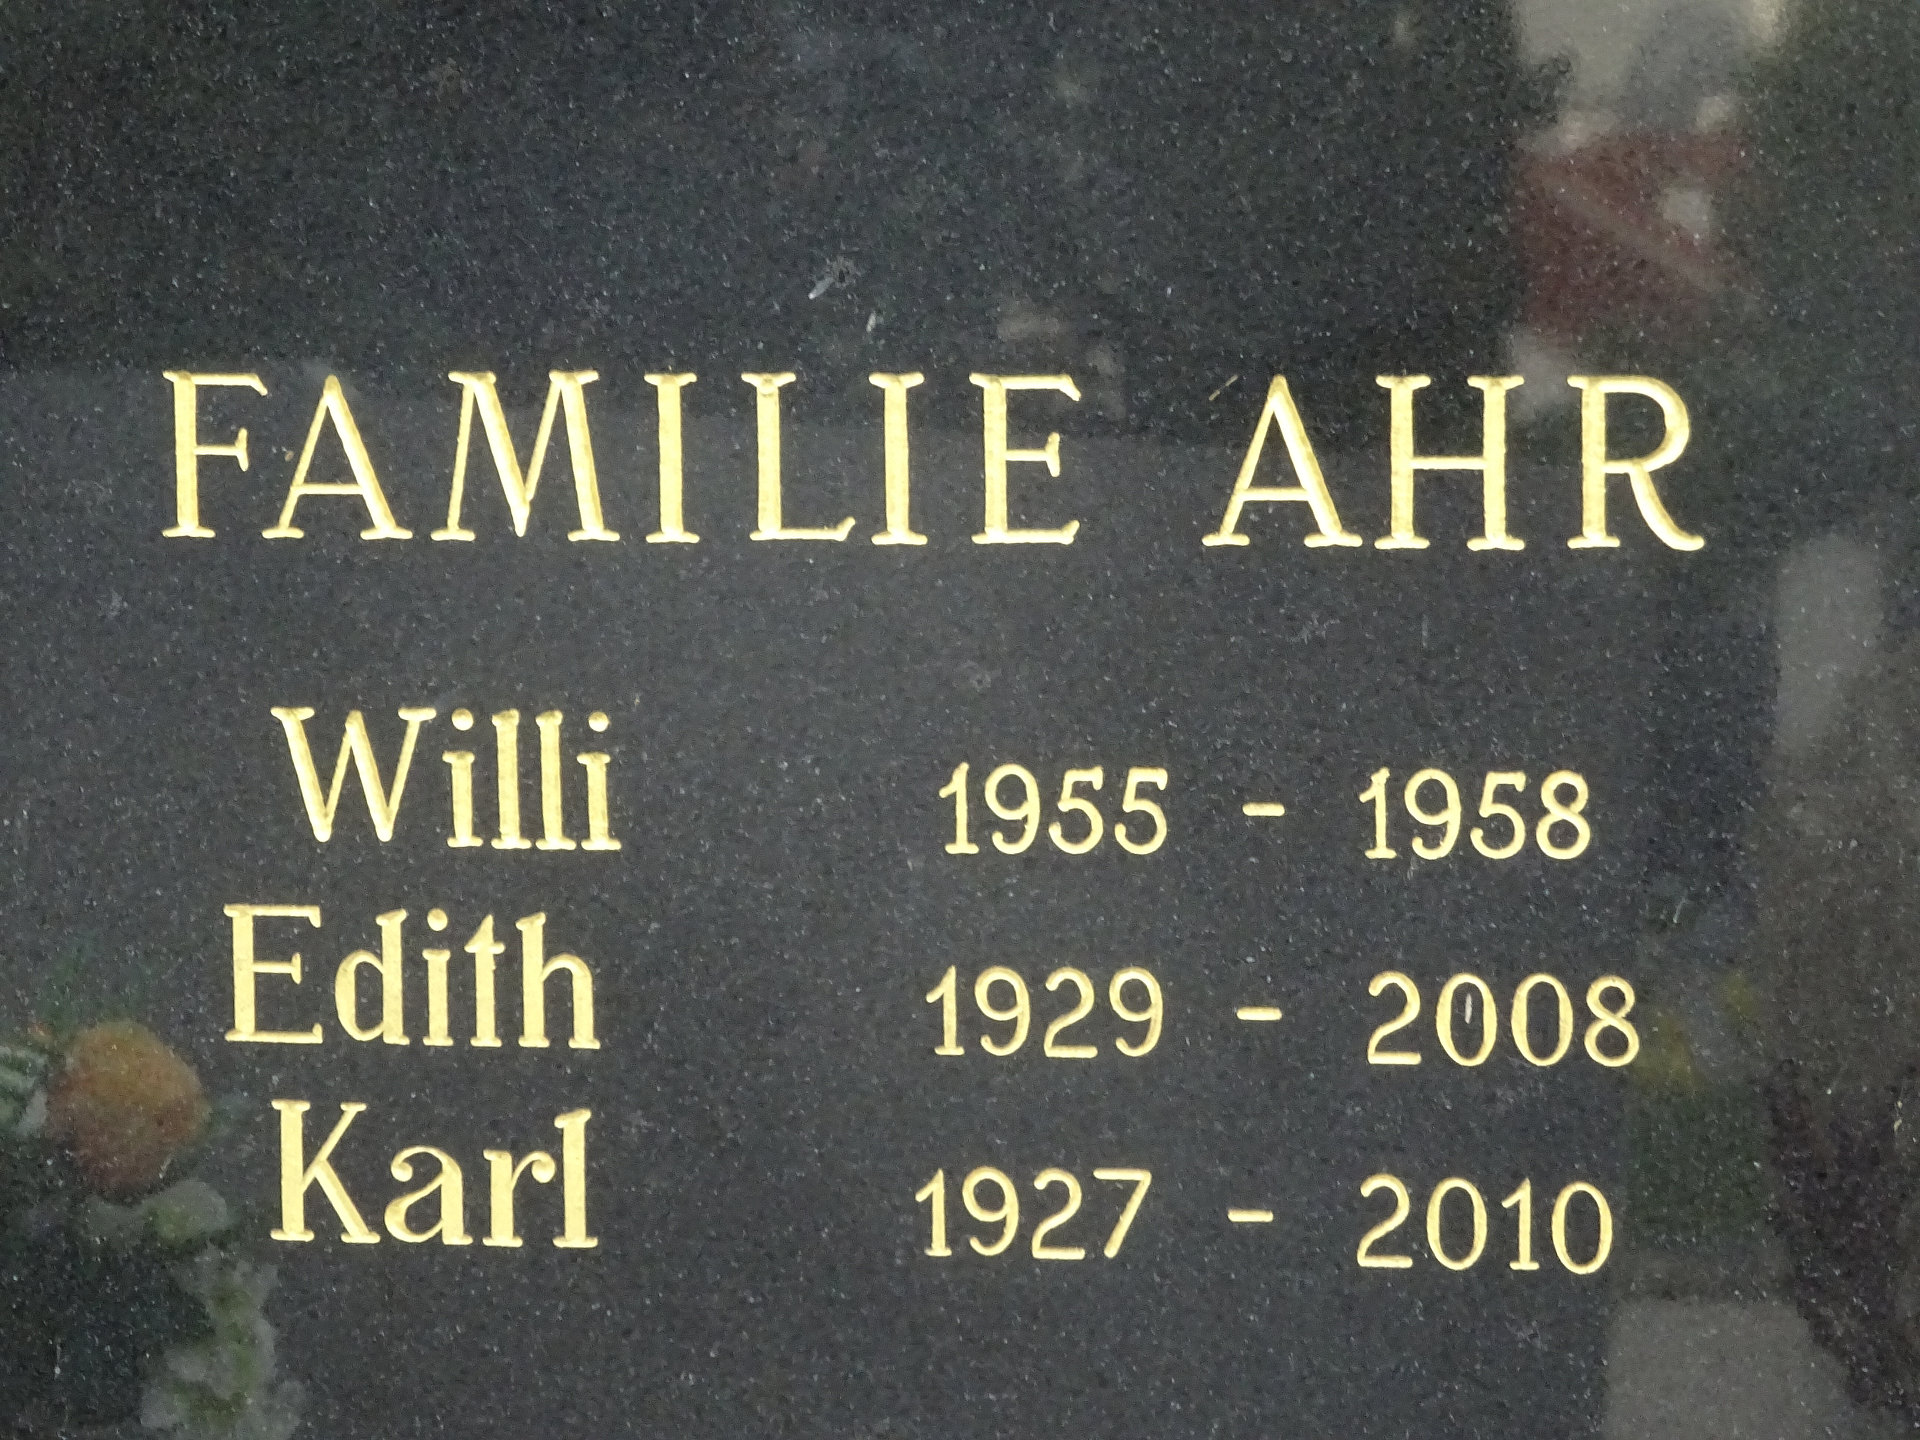 FAMILIE AHR
Willi 1955 - 1958
Edith 1929 - 2008
Karl 1927 - 2010